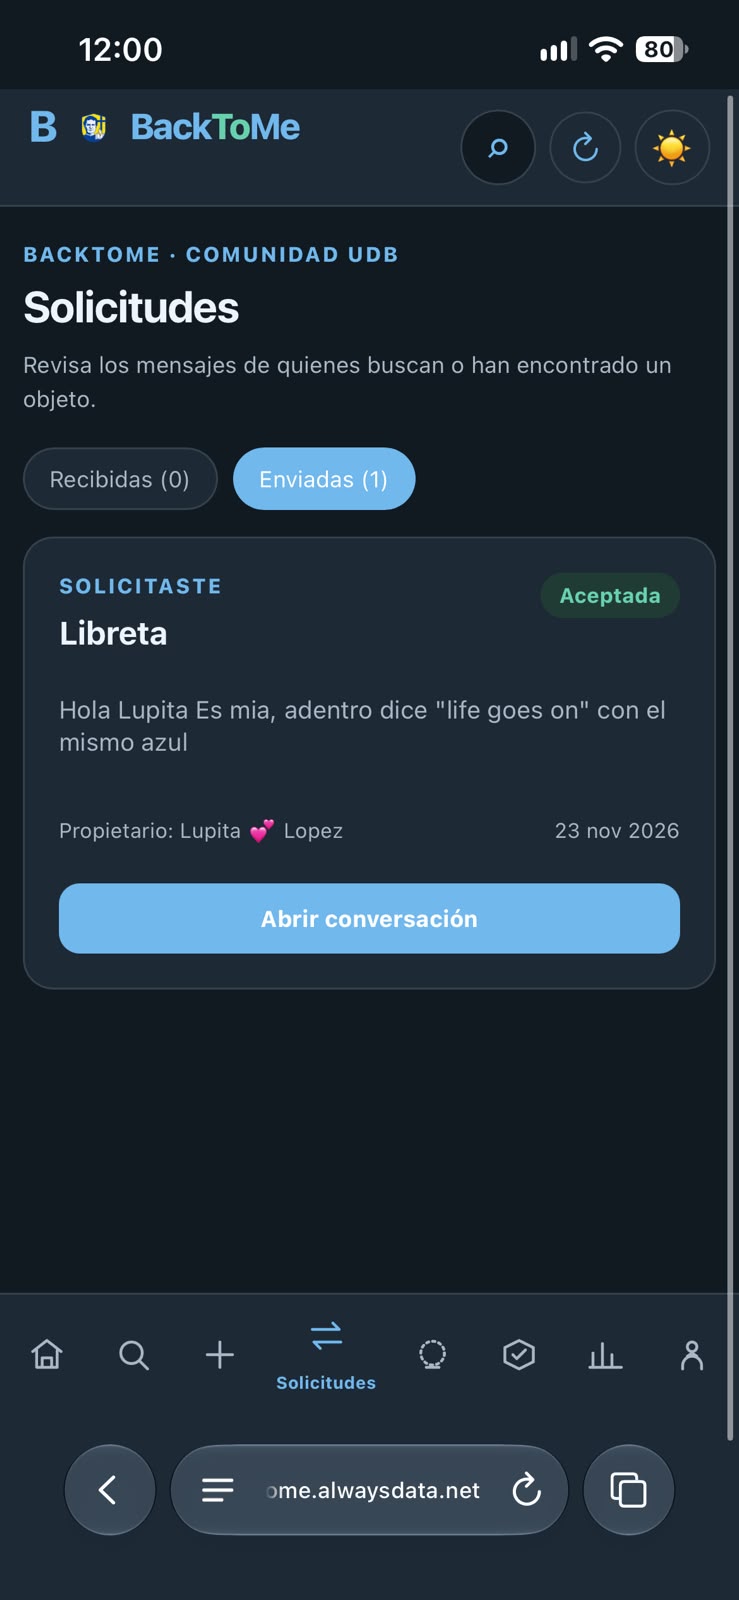 12:00
80
B BackToMe
BACKTOME · COMUNIDAD UDB
Solicitudes
Revisa los mensajes de quienes buscan o han encontrado un
objeto.
Recibidas (0)
Enviadas (1)
SOLICITASTE
Aceptada
Libreta
Hola Lupita Es mia, adentro dice "life goes on" con el
mismo azul
Propietario: Lupita 💕 Lopez
23 nov 2026
Abrir conversación
Solicitudes
ome.alwaysdata.net